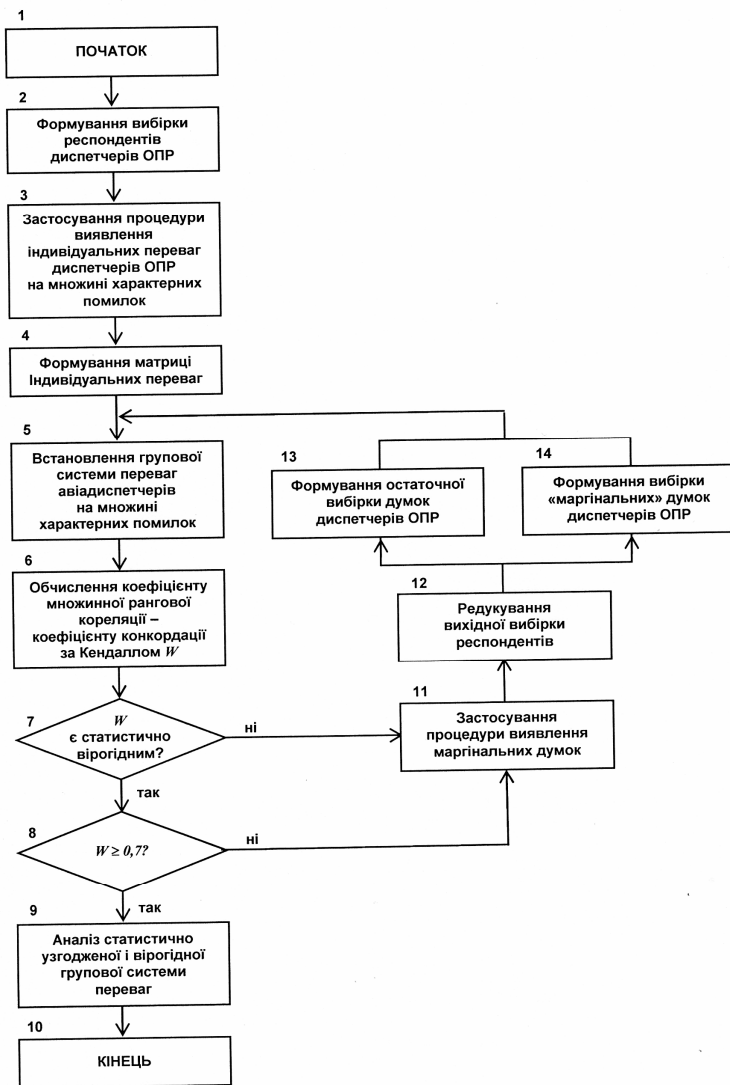 1
ПОЧАТОК
2
Формування вибірки
респондентів
диспетчерів ОПР
3
Застосування процедури
виявлення
індивідуальних переваг
диспетчерів ОПР
на множині характерних
помилок
4
Формування матриці
Індивідуальних переваг
5
Встановлення групової
системи переваг
авіадиспетчерів
на множині
характерних помилок
13
Формування остаточної
вибірки думок
диспетчерів ОПР
14
Формування вибірки
«маргінальних» думок
диспетчерів ОПР
6
Обчислення коефіцієнту
множинної рангової
кореляції –
коефіцієнту конкордації
за Кендаллом W
12
Редукування
вихідної вибірки
респондентів
7
W
є статистично
вірогідним?
ні
11
Застосування
процедури виявлення
маргінальних думок
так
8
W ≥ 0,7?
ні
так
9
Аналіз статистично
узгодженої і вірогідної
групової системи
переваг
10
КІНЕЦЬ